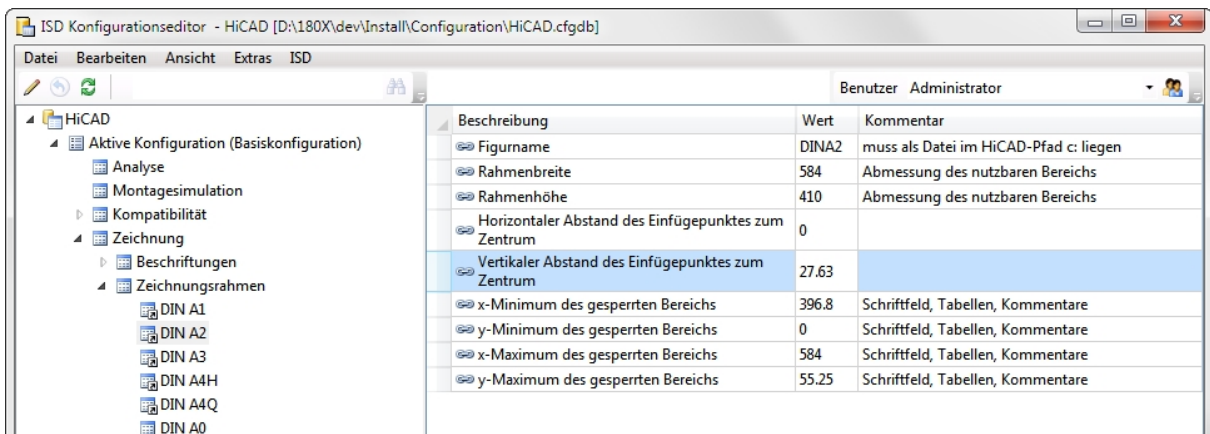 ISD Konfigurationseditor - HiCAD [D:\180X\dev\Install\Configuration\HiCAD.cfgdb]
Datei Bearbeiten Ansicht Extras ISD
Benutzer Administrator
HiCAD
Aktive Konfiguration (Basiskonfiguration)
Analyse
Montagesimulation
Kompatibilität
Zeichnung
Beschriftungen
Zeichnungsrahmen
DIN A1
DIN A2
DIN A3
DIN A4H
DIN A4Q
DIN A0
Beschreibung Wert Kommentar
Figurname DINA2 muss als Datei im HiCAD-Pfad c: liegen
Rahmenbreite 584 Abmessung des nutzbaren Bereichs
Rahmenhöhe 410 Abmessung des nutzbaren Bereichs
Horizontaler Abstand des Einfügepunktes zum
Zentrum 0
Vertikaler Abstand des Einfügepunktes zum
Zentrum 27.63
x-Minimum des gesperrten Bereichs 396.8 Schriftfeld, Tabellen, Kommentare
y-Minimum des gesperrten Bereichs 0 Schriftfeld, Tabellen, Kommentare
x-Maximum des gesperrten Bereichs 584 Schriftfeld, Tabellen, Kommentare
y-Maximum des gesperrten Bereichs 55.25 Schriftfeld, Tabellen, Kommentare